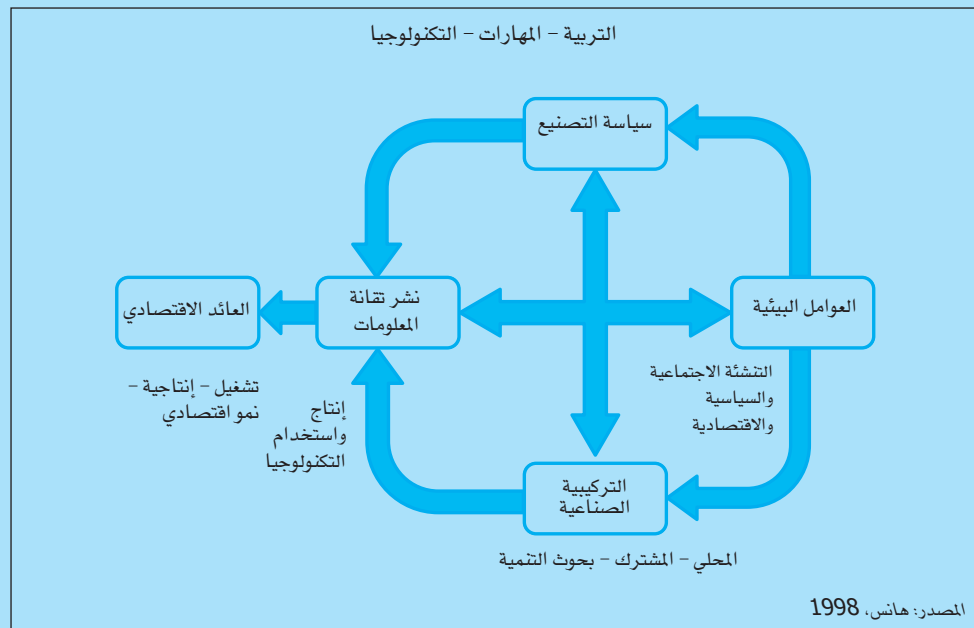 التربية – المهارات – التكنولوجيا
سياسة التصنيع
العوامل البيئية
نشر تقانة
المعلومات
العائد الاقتصادي
التنشئة الاجتماعية
والسياسية
والاقتصادية
تشغيل – إنتاجية –
نمو اقتصادي
إنتاج
واستخدام
التكنولوجيا
التركيبية
الصناعية
المحلي – المشترك – بحوث التنمية
المصدر: هانس، 1998